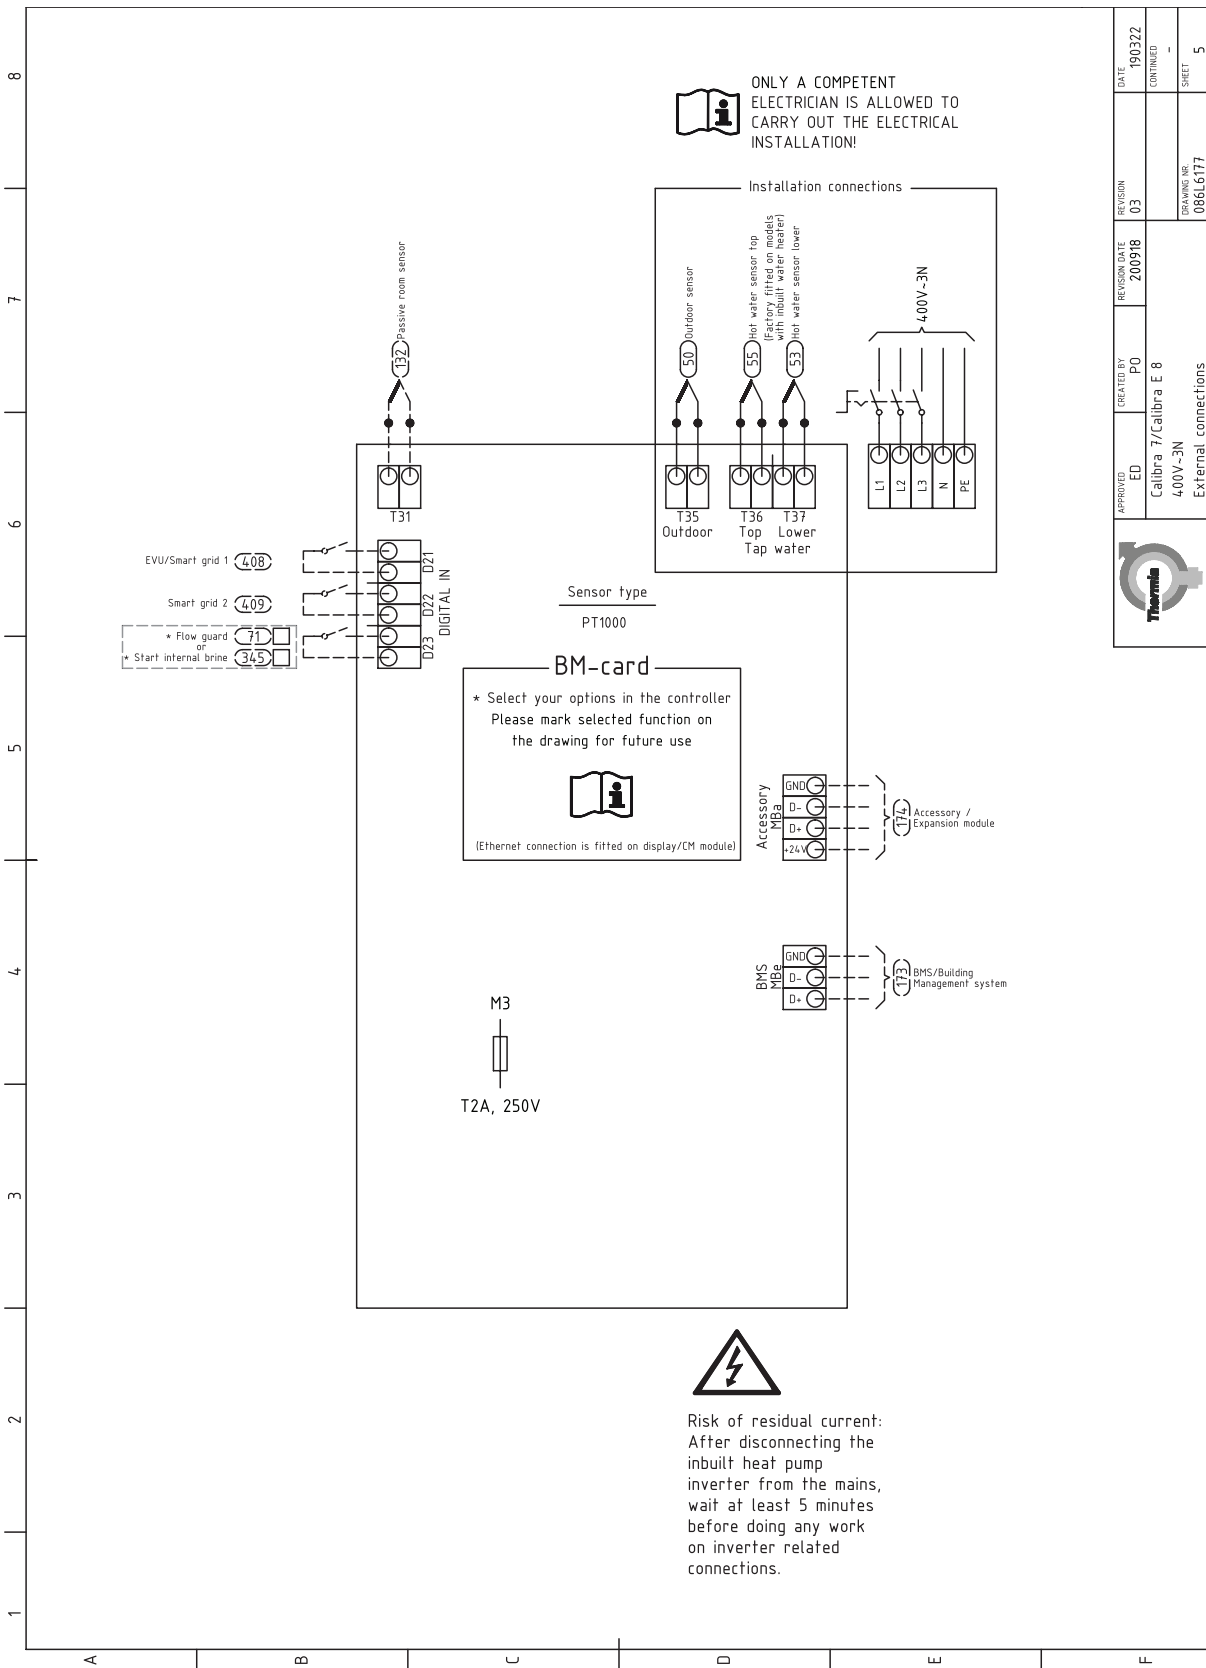 8
7
6
5
4
3
2
1
A
B
C
D
E
F
ONLY A COMPETENT
ELECTRICIAN IS ALLOWED TO
CARRY OUT THE ELECTRICAL
INSTALLATION!
Installation connections
132
Passive room sensor
50
Outdoor sensor
55
Hot water sensor top
(Factory fitted on models
with inbuilt water heater)
53
Hot water sensor lower
400V~3N
L1
L2
L3
N
PE
T31
T35
Outdoor
T36
Top
T37
Lower
Tap water
EVU/Smart grid 1
408
Smart grid 2
409
* Flow guard
71
or
* Start internal brine
345
D21
D22
D23
DIGITAL IN
Sensor type
PT1000
BM-card
* Select your options in the controller
Please mark selected function on
the drawing for future use
(Ethernet connection is fitted on display/CM module)
Accessory
MBa
GND
D-
D+
+24V
174
Accessory /
Expansion module
BMS
MBe
GND
D-
D+
173
BMS/Building
Management system
M3
T2A, 250V
Risk of residual current:
After disconnecting the
inbuilt heat pump
inverter from the mains,
wait at least 5 minutes
before doing any work
on inverter related
connections.
Thermia
APPROVED
ED
CREATED BY
PO
REVISION DATE
200918
REVISION
03
DATE
190322
Calibra 7/Calibra E 8
400V~3N
External connections
CONTINUED
-
DRAWING NR.
086L6177
SHEET
5